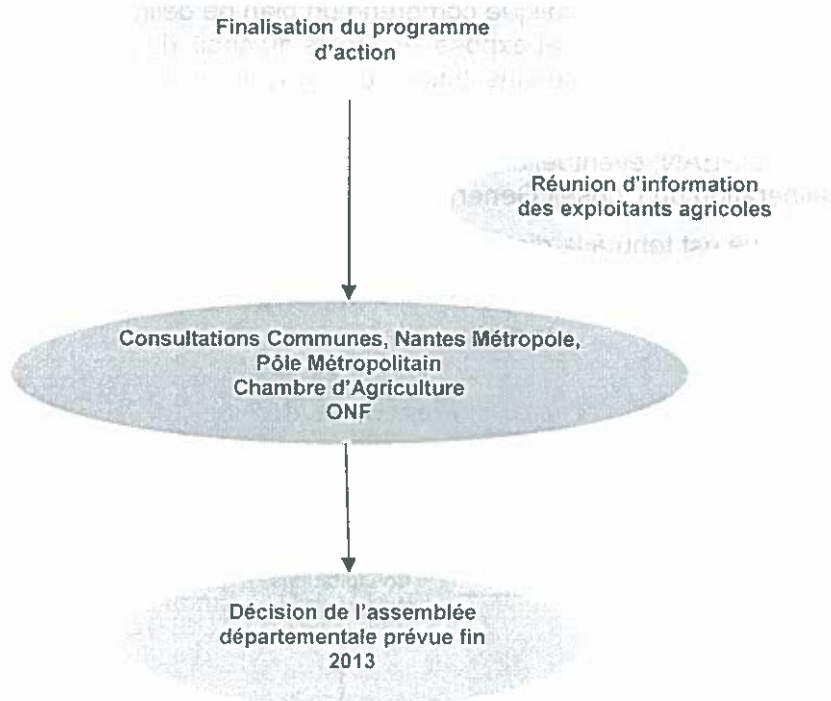 Finalisation du programme
d'action
Réunion d'information
des exploitants agricoles
Consultations Communes, Nantes Métropole,
Pôle Métropolitain
Chambre d'Agriculture
ONF
Décision de l'assemblée
départementale prévue fin
2013